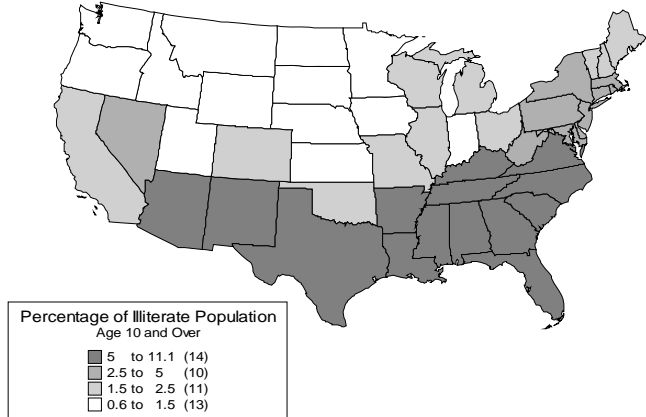 Percentage of Illiterate Population
Age 10 and Over
5 to 11.1 (14)
2.5 to 5 (10)
1.5 to 2.5 (11)
0.6 to 1.5 (13)